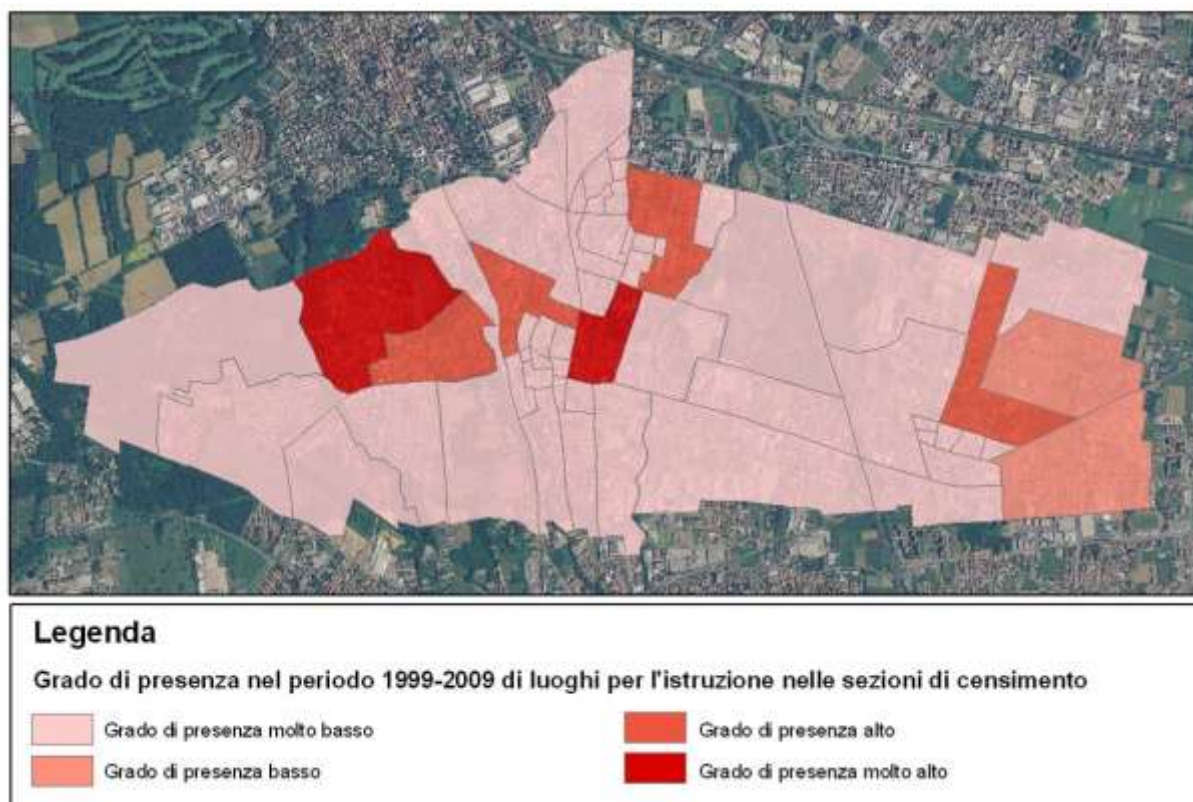 Legenda
Grado di presenza nel periodo 1999-2009 di luoghi per l'istruzione nelle sezioni di censimento
Grado di presenza molto basso
Grado di presenza basso
Grado di presenza alto
Grado di presenza molto alto